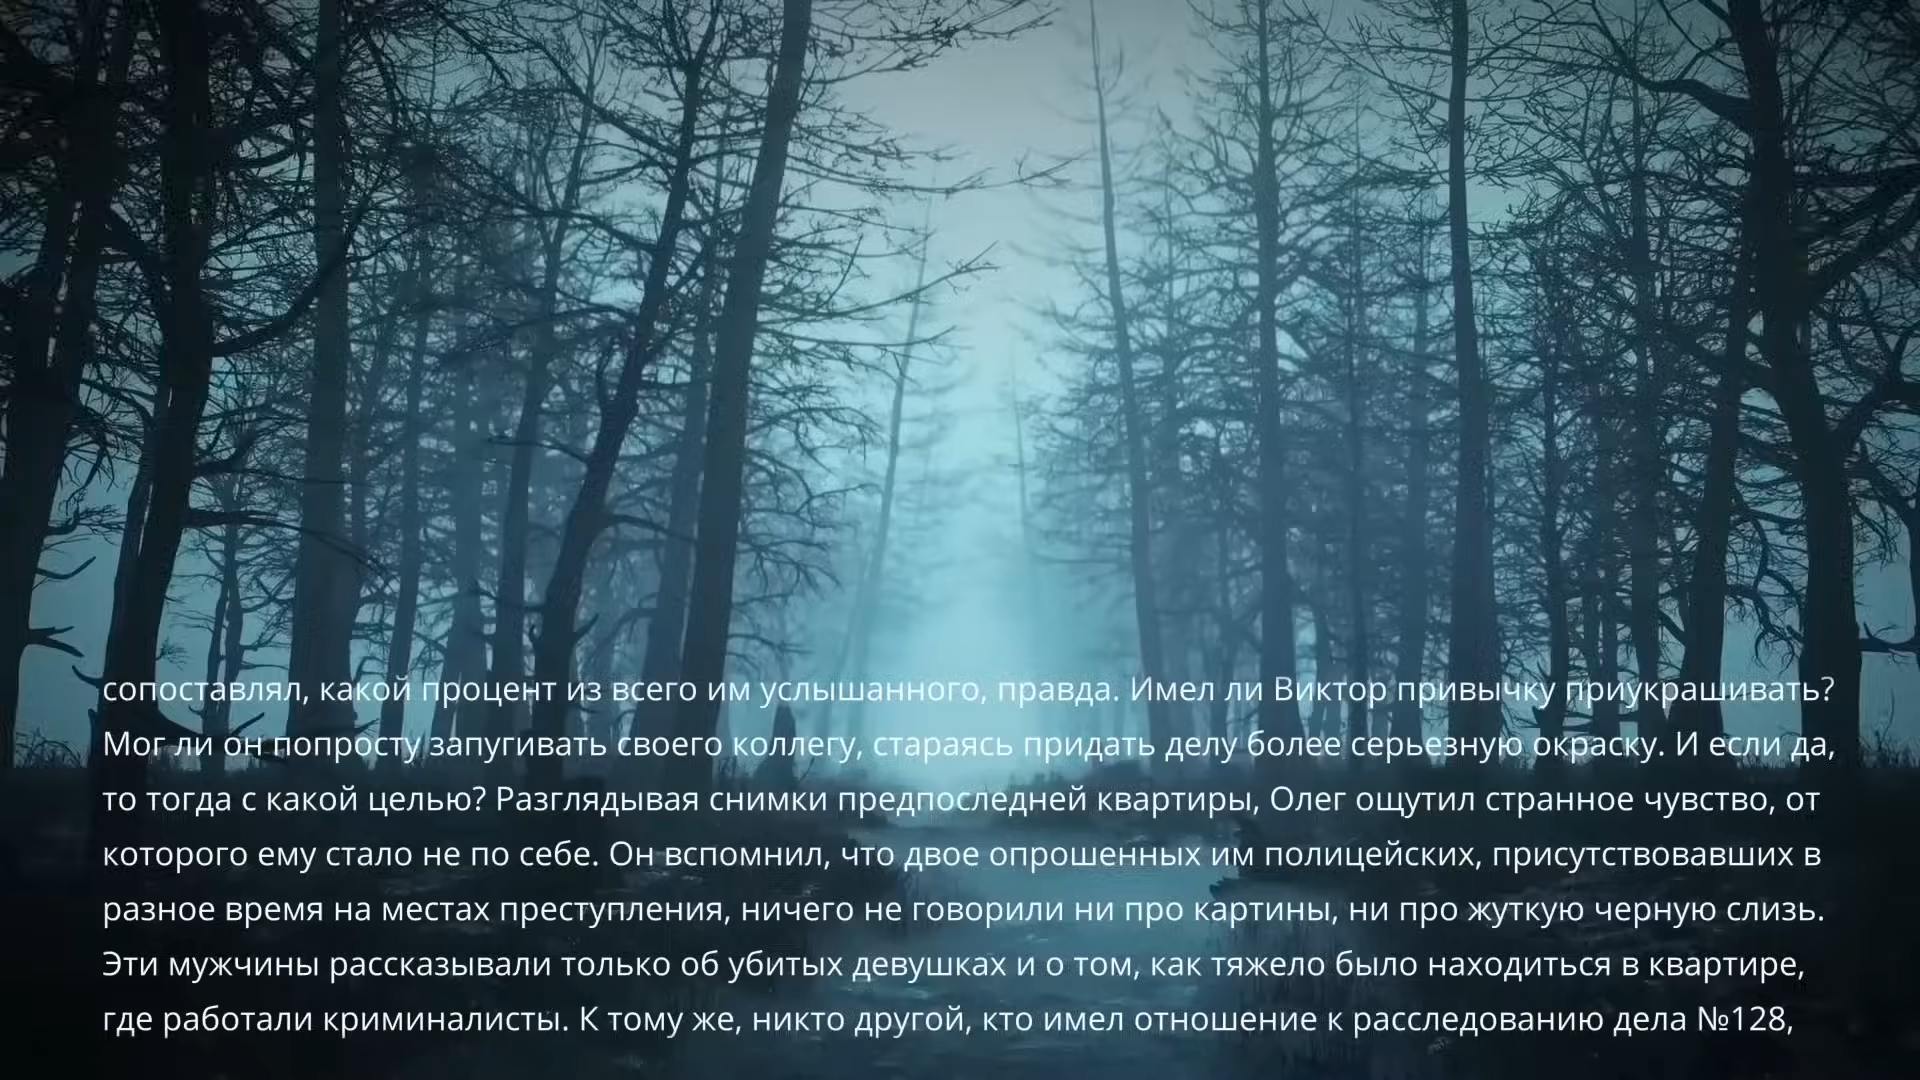 сопоставлял, какой процент из всего им услышанного, правда. Имел ли Виктор привычку приукрашивать?
Мог ли он попросту запугивать своего коллегу, стараясь придать делу более серьезную окраску. И если да,
то тогда с какой целью? Разглядывая снимки предпоследней квартиры, Олег ощутил странное чувство, от
которого ему стало не по себе. Он вспомнил, что двое опрошенных им полицейских, присутствовавших в
разное время на местах преступления, ничего не говорили ни про картины, ни про жуткую черную слизь.
Эти мужчины рассказывали только об убитых девушках и о том, как тяжело было находиться в квартире,
где работали криминалисты. К тому же, никто другой, кто имел отношение к расследованию дела №128,